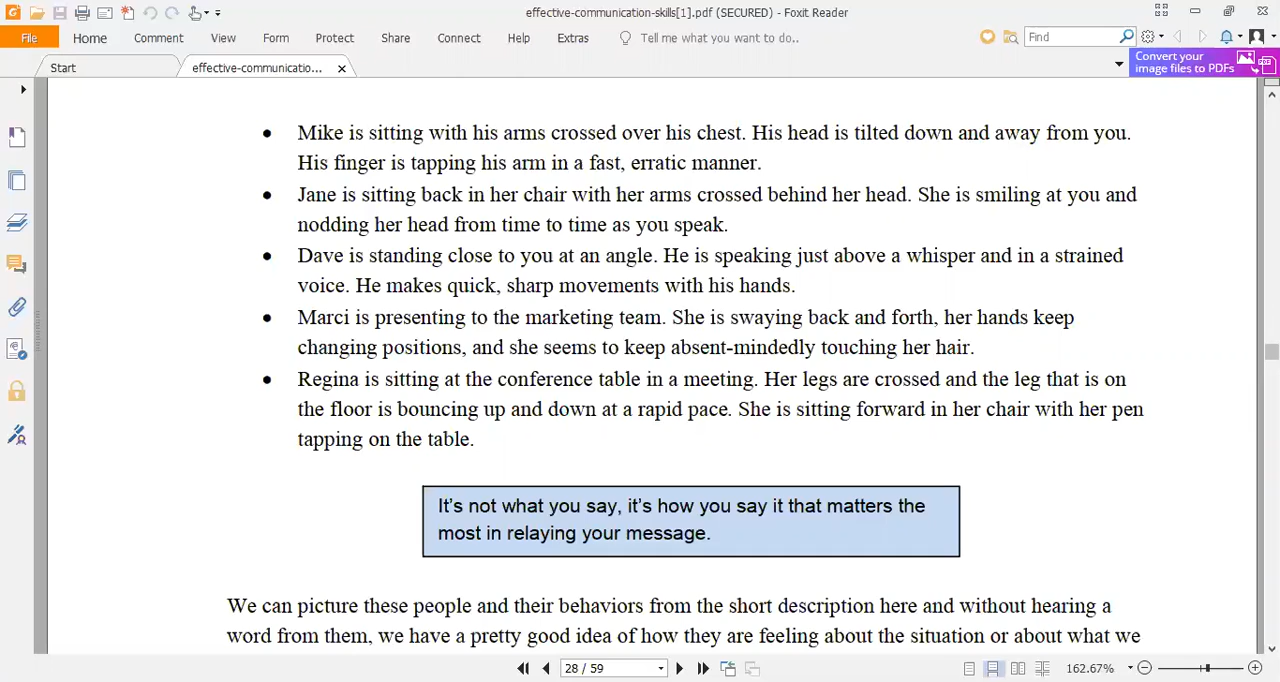 effective-communication-skills[1].pdf (SECURED) - Foxit Reader
File Home Comment View Form Protect Share Connect Help Extras Tell me what you want to do.. Find
Start effective-communicatio...
Convert your
image files to PDFs
• Mike is sitting with his arms crossed over his chest. His head is tilted down and away from you.
His finger is tapping his arm in a fast, erratic manner.
• Jane is sitting back in her chair with her arms crossed behind her head. She is smiling at you and
nodding her head from time to time as you speak.
• Dave is standing close to you at an angle. He is speaking just above a whisper and in a strained
voice. He makes quick, sharp movements with his hands.
• Marci is presenting to the marketing team. She is swaying back and forth, her hands keep
changing positions, and she seems to keep absent-mindedly touching her hair.
• Regina is sitting at the conference table in a meeting. Her legs are crossed and the leg that is on
the floor is bouncing up and down at a rapid pace. She is sitting forward in her chair with her pen
tapping on the table.
It's not what you say, it's how you say it that matters the
most in relaying your message.
We can picture these people and their behaviors from the short description here and without hearing a
word from them, we have a pretty good idea of how they are feeling about the situation or about what we
28 / 59 162.67%